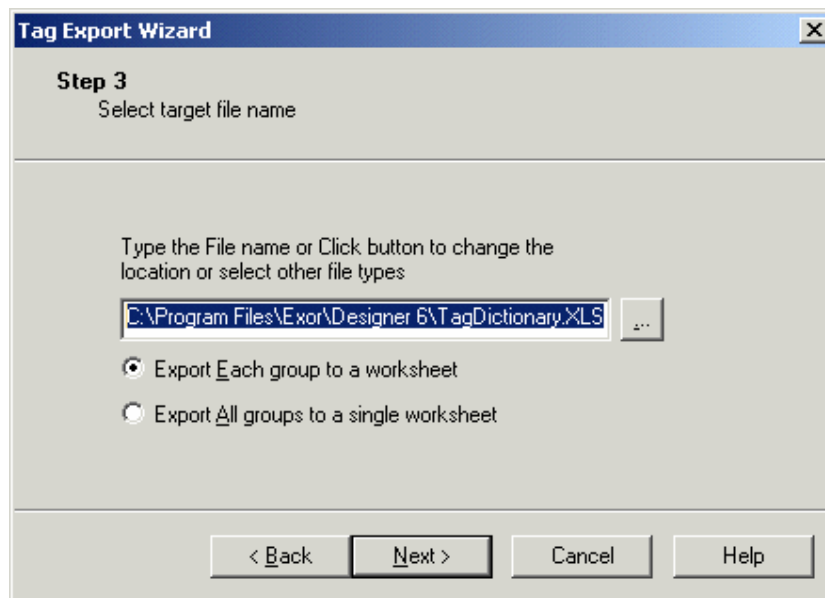 Tag Export Wizard
Step 3
Select target file name
Type the File name or Click button to change the
location or select other file types
C:\Program Files\Exor\Designer 6\TagDictionary.XLS
...
Export Each group to a worksheet
Export All groups to a single worksheet
< Back Next > Cancel Help